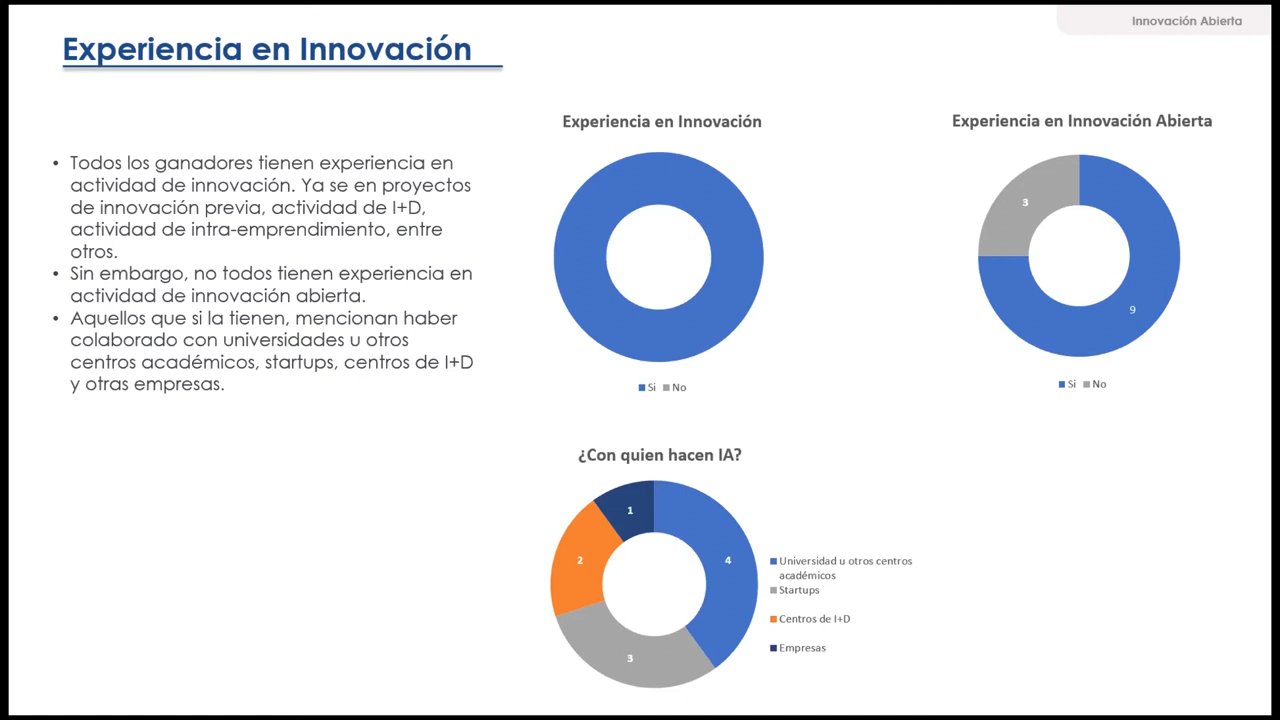 Innovación Abierta
Experiencia en Innovación
• Todos los ganadores tienen experiencia en
actividad de innovación. Ya se en proyectos
de innovación previa, actividad de I+D,
actividad de intra-emprendimiento, entre
otros.
• Sin embargo, no todos tienen experiencia en
actividad de innovación abierta.
• Aquellos que si la tienen, mencionan haber
colaborado con universidades u otros
centros académicos, startups, centros de I+D
y otras empresas.
Experiencia en Innovación
Si No
Experiencia en Innovación Abierta
3
9
Si No
¿Con quien hacen IA?
1
2
4
3
Universidad u otros centros
académicos
Startups
Centros de I+D
Empresas